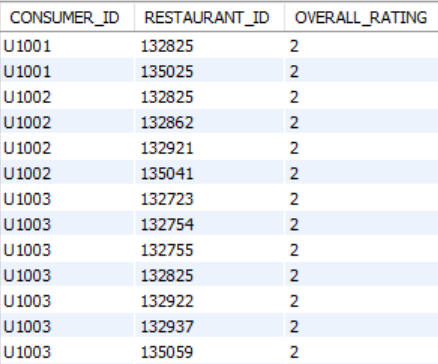 CONSUMER_ID RESTAURANT_ID OVERALL_RATING
U1001 132825 2
U1001 135025 2
U1002 132825 2
U1002 132862 2
U1002 132921 2
U1002 135041 2
U1003 132723 2
U1003 132754 2
U1003 132755 2
U1003 132825 2
U1003 132922 2
U1003 132937 2
U1003 135059 2